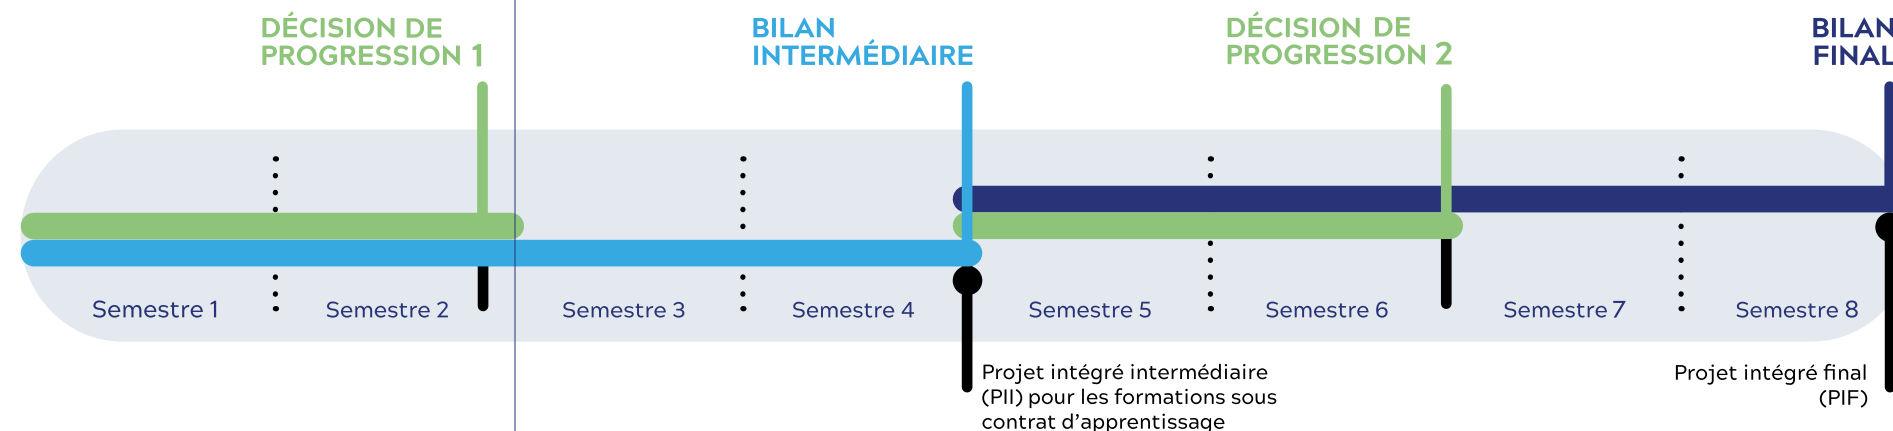 DÉCISION DE
PROGRESSION 1
BILAN
INTERMÉDIAIRE
DÉCISION DE
PROGRESSION 2
BILAN
FINAL
Semestre 1
Semestre 2
Semestre 3
Semestre 4
Semestre 5
Semestre 6
Semestre 7
Semestre 8
Projet intégré intermédiaire
(PII) pour les formations sous
contrat d'apprentissage
Projet intégré final
(PIF)